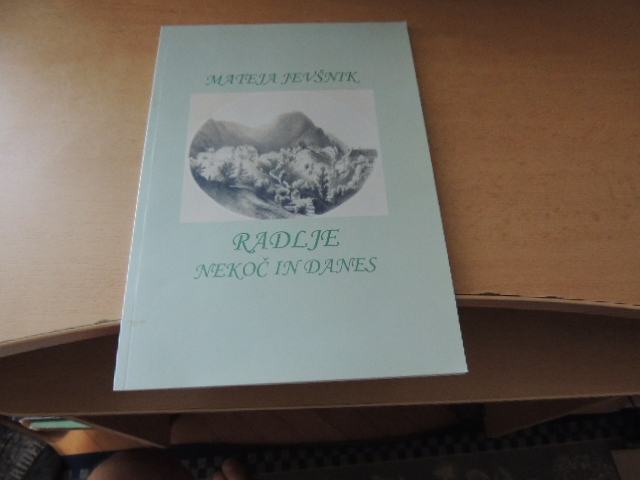 MATEJA JEVŠNIK
RADLJE
NEKOČ IN DANES